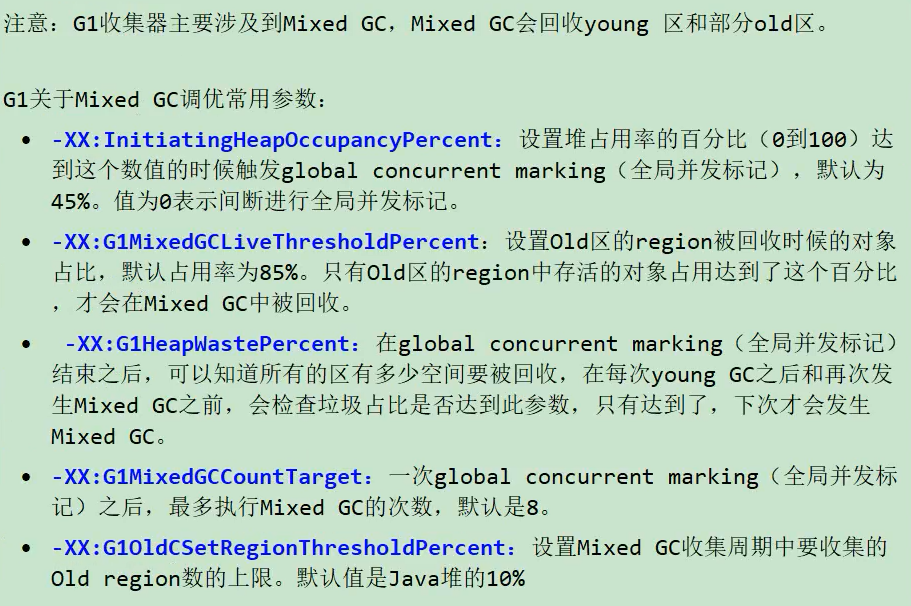 注意：G1收集器主要涉及到Mixed GC，Mixed GC会回收young 区和部分old区。
G1关于Mixed GC调优常用参数：
• -XX:InitiatingHeapOccupancyPercent：设置堆占用率的百分比（0到100）达
到这个数值的时候触发global concurrent marking（全局并发标记），默认为
45%。值为0表示间断进行全局并发标记。
• -XX:G1MixedGCLiveThresholdPercent：设置Old区的region被回收时候的对象
占比，默认占用率为85%。只有Old区的region中存活的对象占用达到了这个百分比
，才会在Mixed GC中被回收。
• -XX:G1HeapWastePercent：在global concurrent marking（全局并发标记）
结束之后，可以知道所有的区有多少空间要被回收，在每次young GC之后和再次发
生Mixed GC之前，会检查垃圾占比是否达到此参数，只有达到了，下次才会发生
Mixed GC。
• -XX:G1MixedGCCountTarget：一次global concurrent marking（全局并发标
记）之后，最多执行Mixed GC的次数，默认是8。
• -XX:G1OldCSetRegionThresholdPercent：设置Mixed GC收集周期中要收集的
Old region数的上限。默认值是Java堆的10%